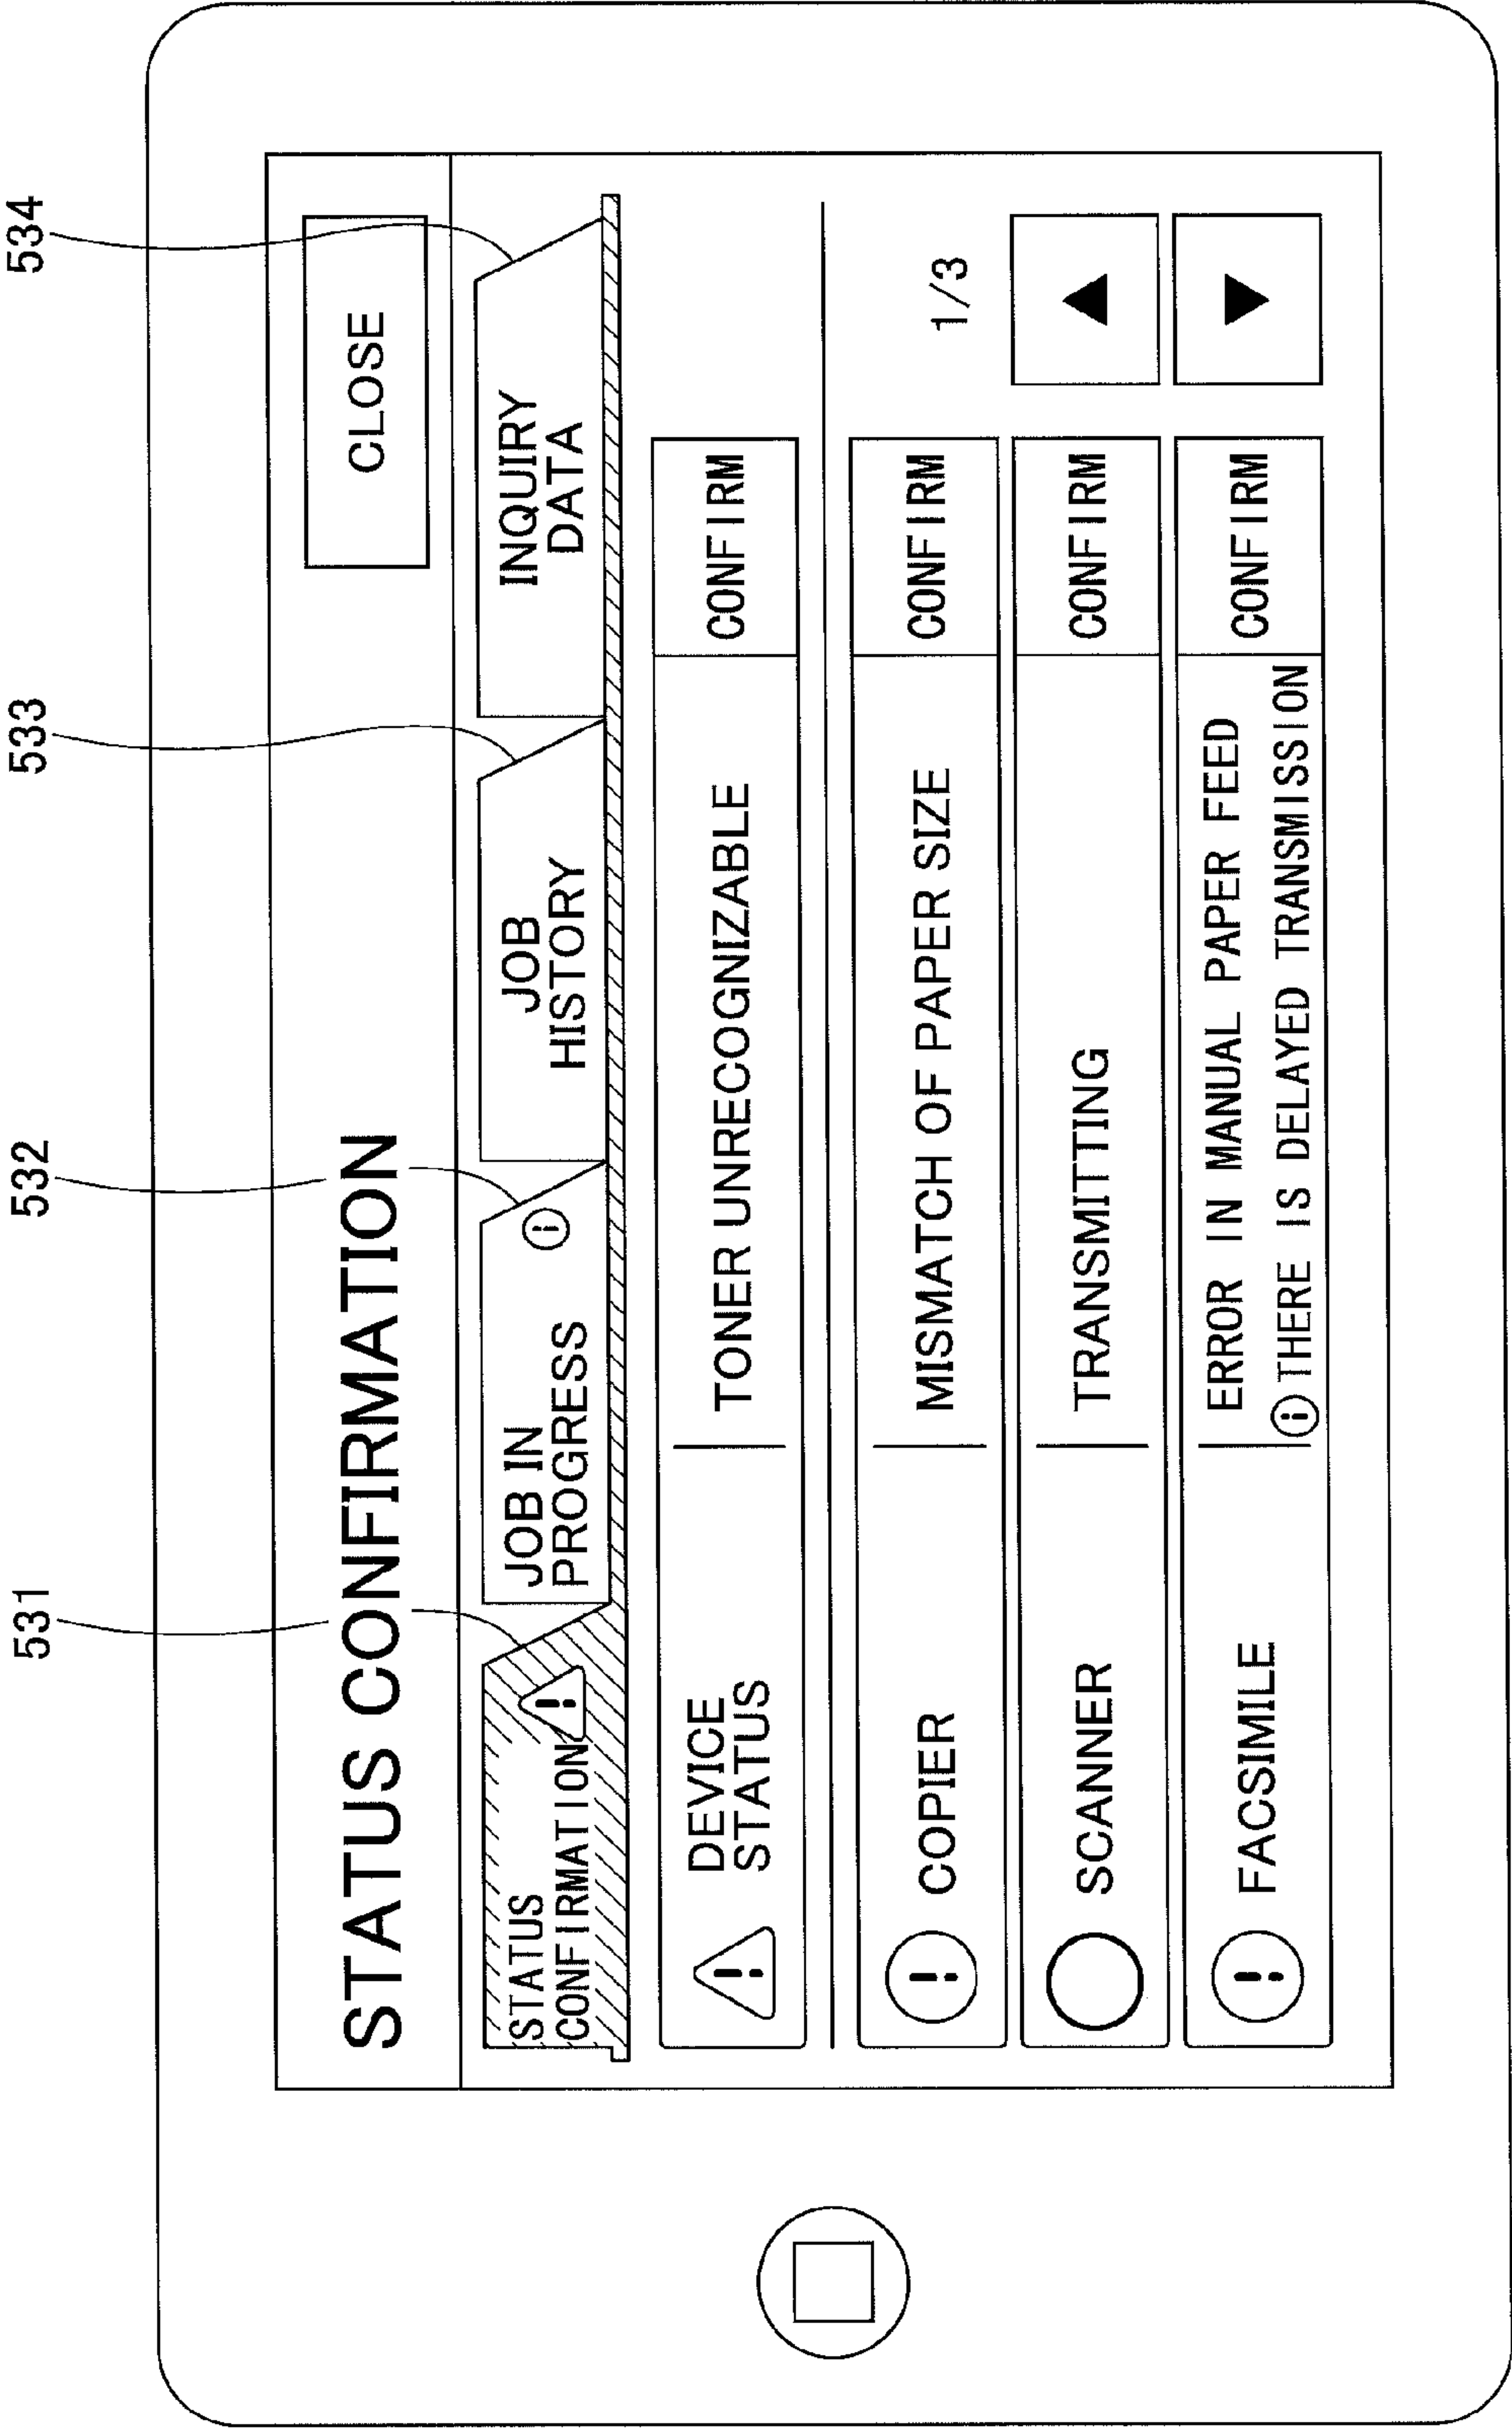 531
532
533
534
STATUS CONFIRMATION
CLOSE
STATUS
CONFIRMATION
JOB IN
PROGRESS
JOB
HISTORY
INQUIRY
DATA
DEVICE
STATUS
TONER UNRECOGNIZABLE
CONFIRM
COPIER
MISMATCH OF PAPER SIZE
CONFIRM
1/3
SCANNER
TRANSMITTING
CONFIRM
FACSIMILE
ERROR IN MANUAL PAPER FEED
THERE IS DELAYED TRANSMISSION
CONFIRM